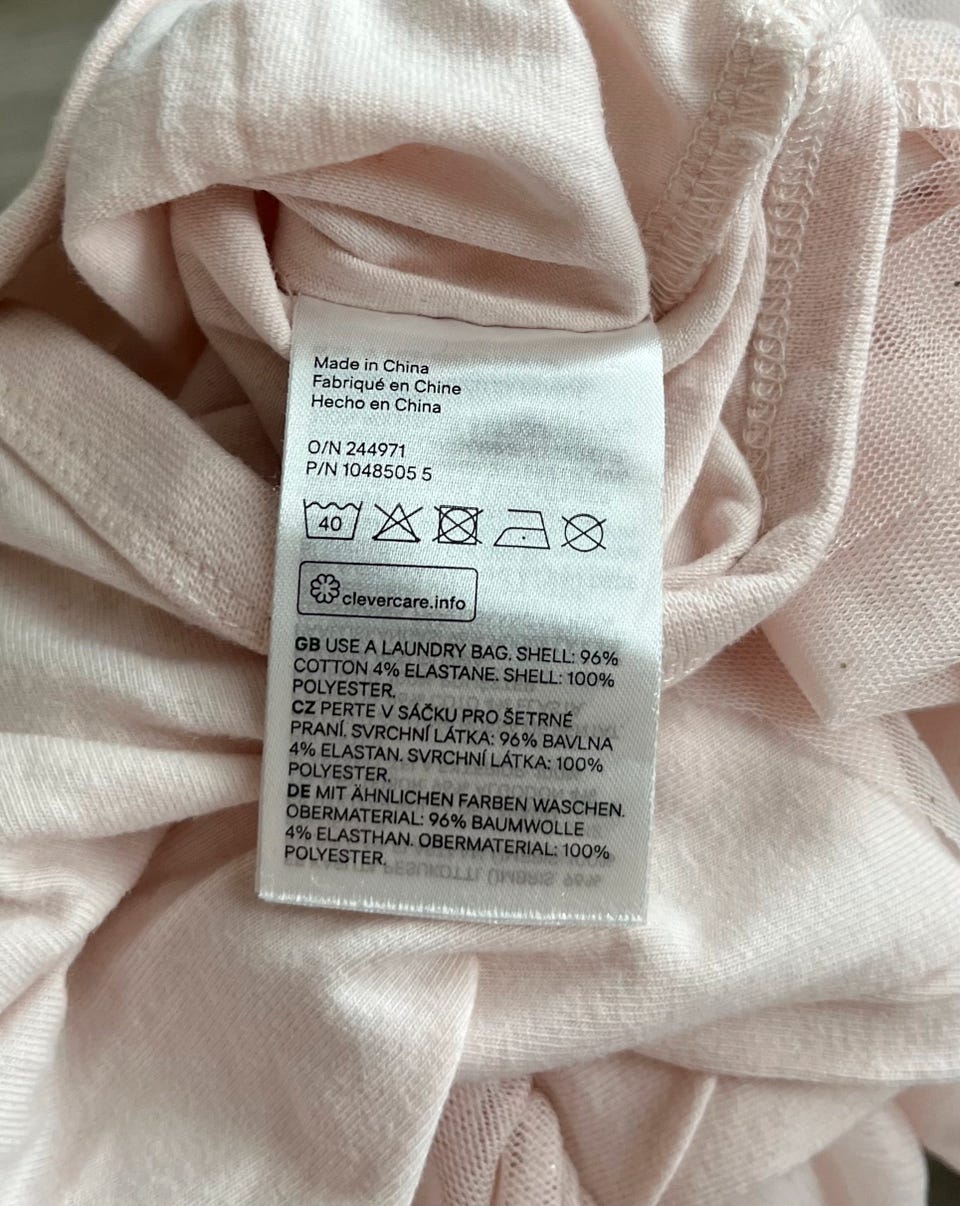 Made in China
Fabriqué en Chine
Hecho en China
O/N 244971
P/N 1048505 5
40
clevercare.info
GB USE A LAUNDRY BAG. SHELL: 96%
COTTON 4% ELASTANE. SHELL: 100%
POLYESTER.
CZ PERTE V SÁČKU PRO ŠETRNÉ
PRANÍ. SVRCHNÍ LÁTKA: 96% BAVLNA
4% ELASTAN. SVRCHNÍ LÁTKA: 100%
POLYESTER.
DE MIT ÄHNLICHEN FARBEN WASCHEN.
OBERMATERIAL: 96% BAUMWOLLE
4% ELASTHAN. OBERMATERIAL: 100%
POLYESTER.